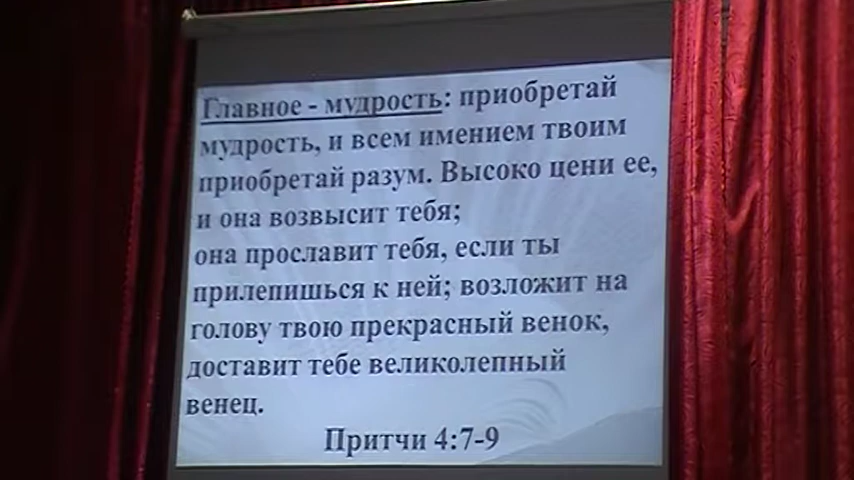 Главное - мудрость: приобретай
мудрость, и всем имением твоим
приобретай разум. Высоко цени ее,
и она возвысит тебя;
она прославит тебя, если ты
прилепишься к ней; возложит на
голову твою прекрасный венок,
доставит тебе великолепный
венец.
Притчи 4:7-9